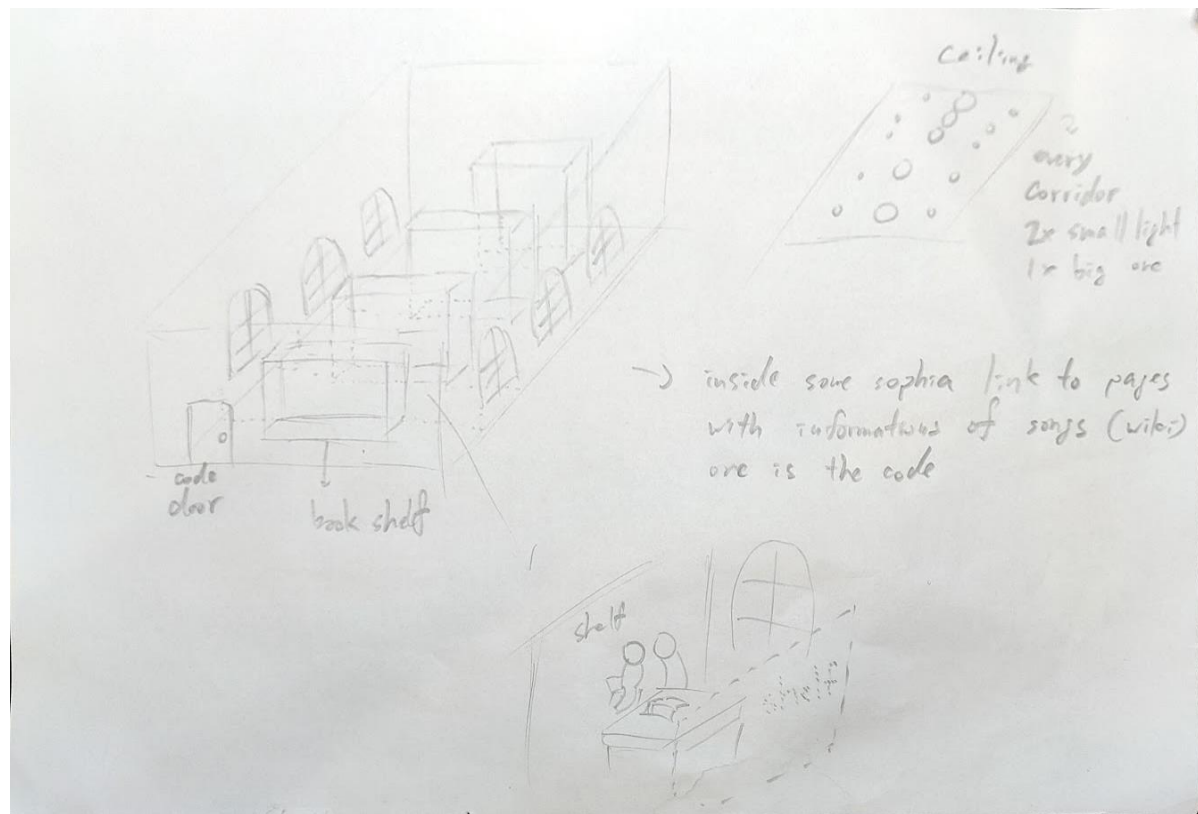 ceiling
every
corridor
2x small light
1x big one
-> inside some sophia link to pages
with informations of songs (wiki)
one is the code
code
door
book shelf
shelf